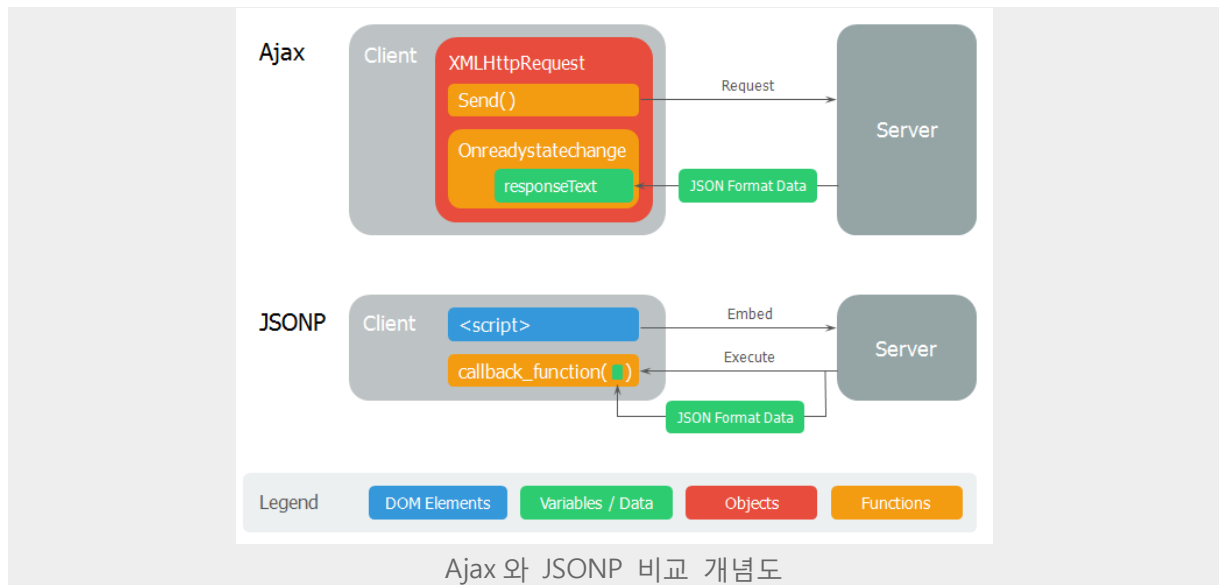 Ajax
Client
XMLHttpRequest
Send()
Request
Server
Onreadystatechange
responseText
JSON Format Data
JSONP
Client
<script>
Embed
Server
Execute
callback_function( )
JSON Format Data
Legend
DOM Elements
Variables / Data
Objects
Functions
Ajax 와 JSONP 비교 개념도